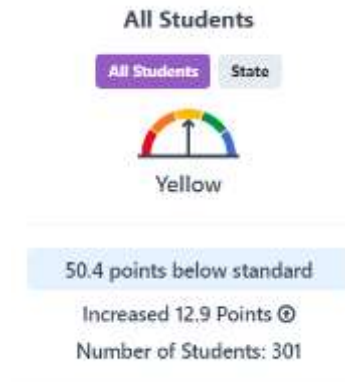 All Students
All Students State
Yellow
50.4 points below standard
Increased 12.9 Points
Number of Students: 301